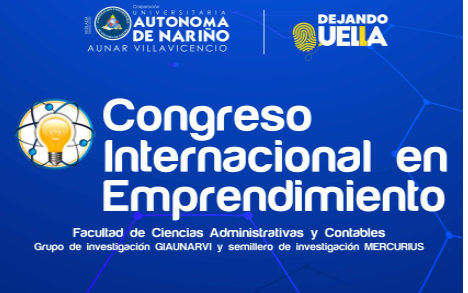 Corporación
UNIVERSITARIA
AUTONOMA
DE NARIÑO
AUNAR VILLAVICENCIO
DEJANDO
UELLA
Congreso
Internacional en
Emprendimiento
Facultad de Ciencias Administrativas y Contables
Grupo de investigación GIAUNARVI y semillero de investigación MERCURIUS